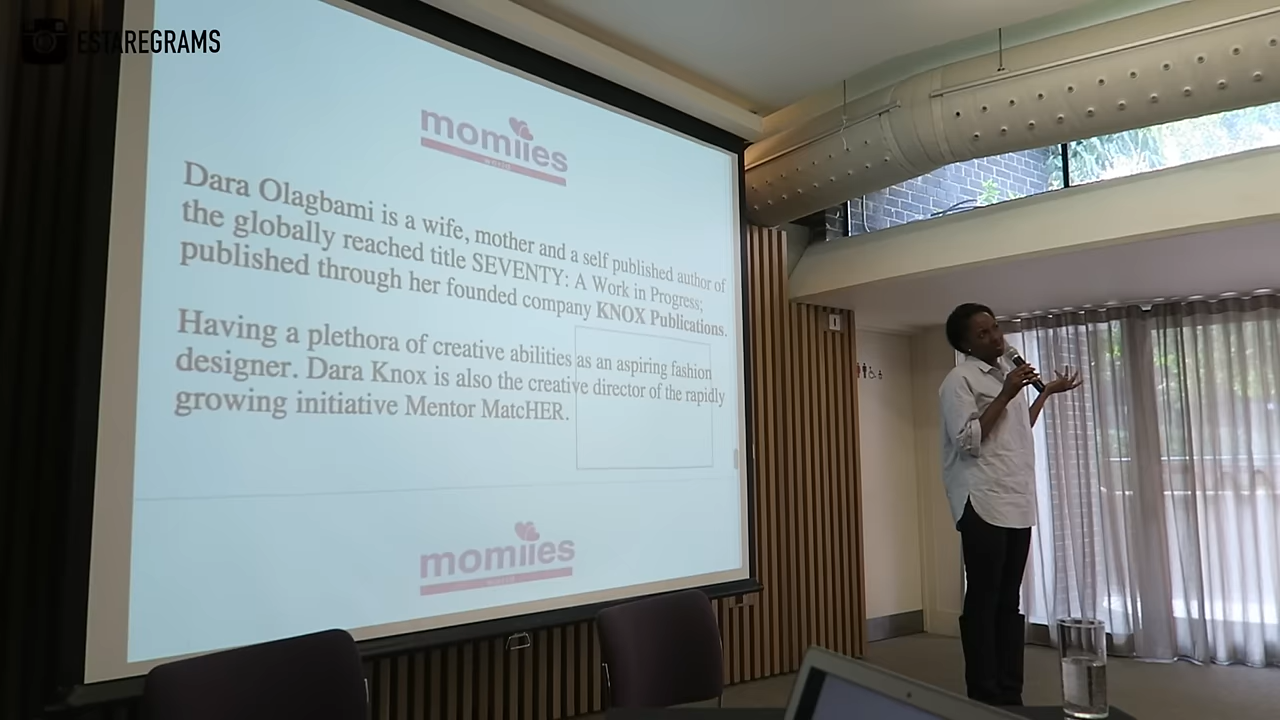 ESTAREGRAMS
momiies
world
Dara Olagbami is a wife, mother and a self published author of
the globally reached title SEVENTY: A Work in Progress;
published through her founded company KNOX Publications.
Having a plethora of creative abilities as an aspiring fashion
designer. Dara Knox is also the creative director of the rapidly
growing initiative Mentor MatcHER.
momiies
world